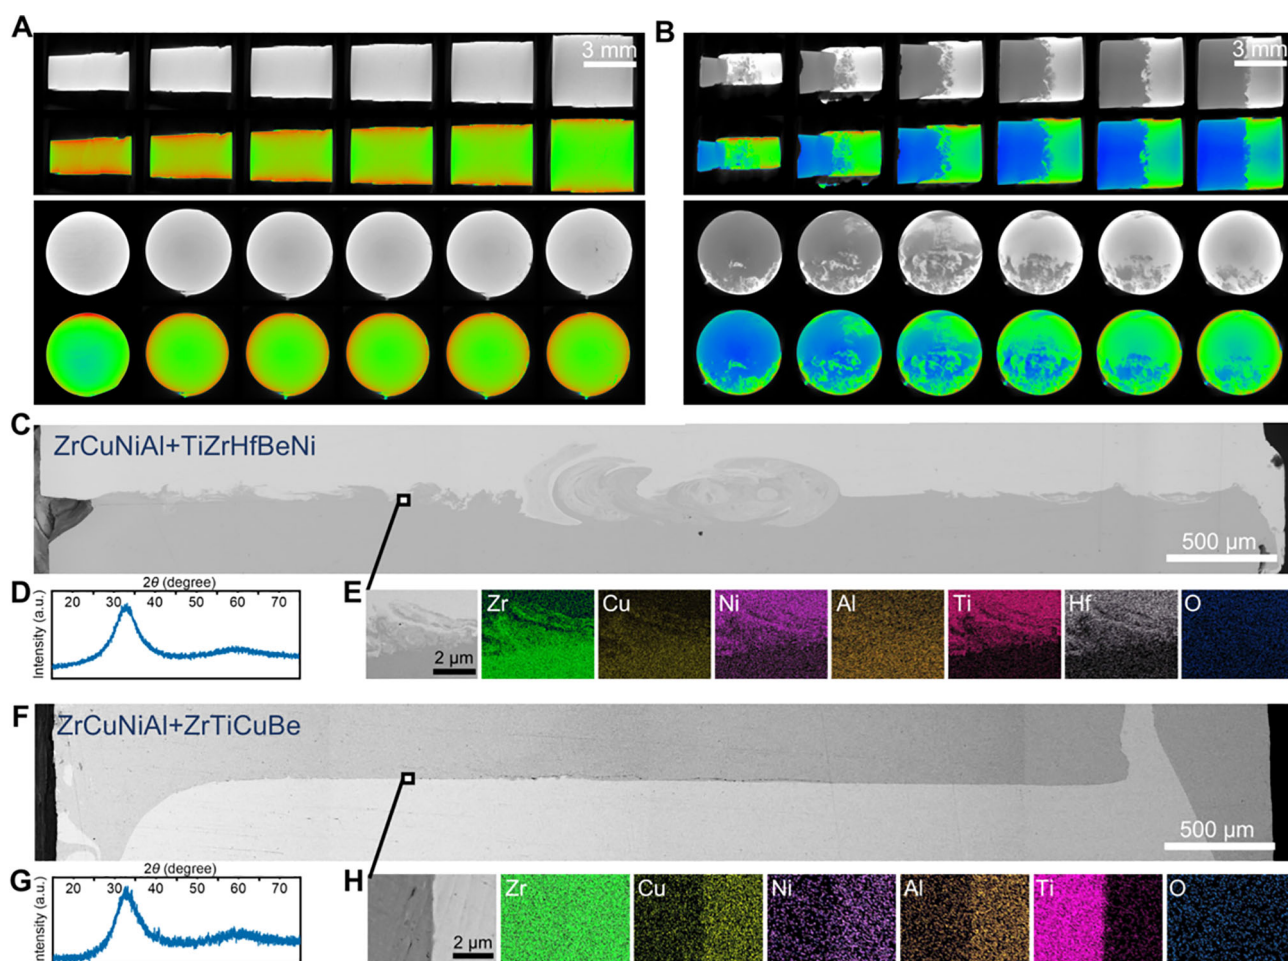 A
3 mm
B
3 mm
C
ZrCuNiAl+TiZrHfBeNi
500 μm
D
2θ (degree)
20 30 40 50 60 70
Intensity (a.u.)
E
2 μm
Zr
Cu
Ni
Al
Ti
Hf
O
F
ZrCuNiAl+ZrTiCuBe
500 μm
G
2θ (degree)
20 30 40 50 60 70
Intensity (a.u.)
H
2 μm
Zr
Cu
Ni
Al
Ti
O